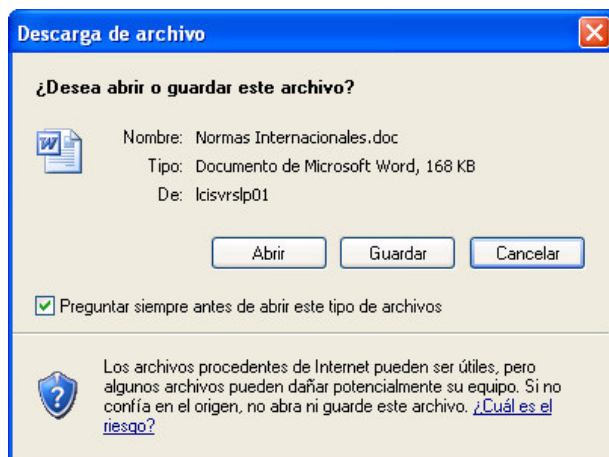 Descarga de archivo
¿Desea abrir o guardar este archivo?
Nombre: Normas Internacionales.doc
Tipo: Documento de Microsoft Word, 168 KB
De: lcisvrslp01
Abrir Guardar Cancelar
Preguntar siempre antes de abrir este tipo de archivos
Los archivos procedentes de Internet pueden ser útiles, pero
algunos archivos pueden dañar potencialmente su equipo. Si no
confía en el origen, no abra ni guarde este archivo. ¿Cuál es el
riesgo?